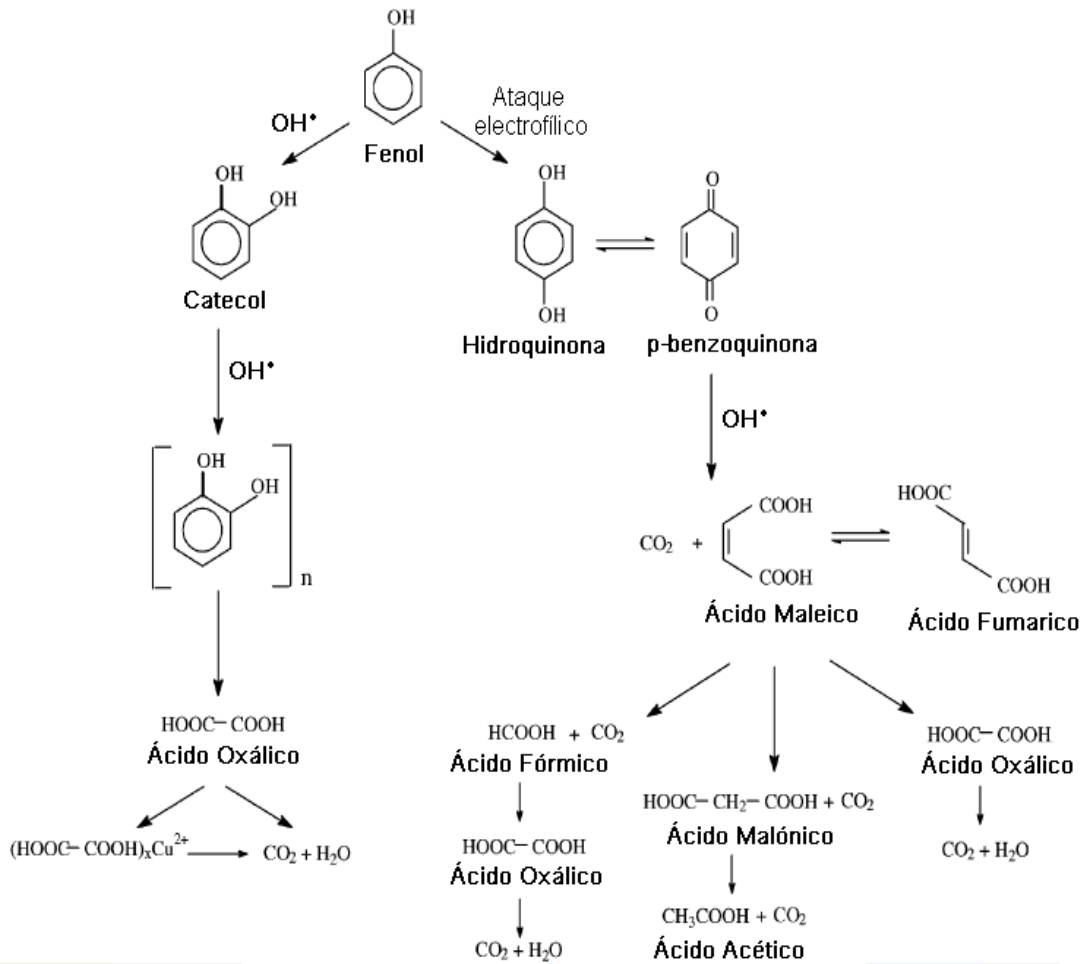 OH
Fenol
OH•
Ataque
electrofílico
OH
OH
Catecol
OH
OH
Hidroquinona
O
O
p-benzoquinona
OH•
OH•
OH
OH
n
CO₂ +
COOH
COOH
Ácido Maleico
HOOC
COOH
Ácido Fumarico
HOOC-COOH
Ácido Oxálico
(HOOC-COOH)ₓCu²⁺
CO₂ + H₂O
HCOOH + CO₂
Ácido Fórmico
HOOC-COOH
Ácido Oxálico
CO₂ + H₂O
HOOC-CH₂-COOH + CO₂
Ácido Malónico
CH₃COOH + CO₂
Ácido Acético
HOOC-COOH
Ácido Oxálico
CO₂ + H₂O